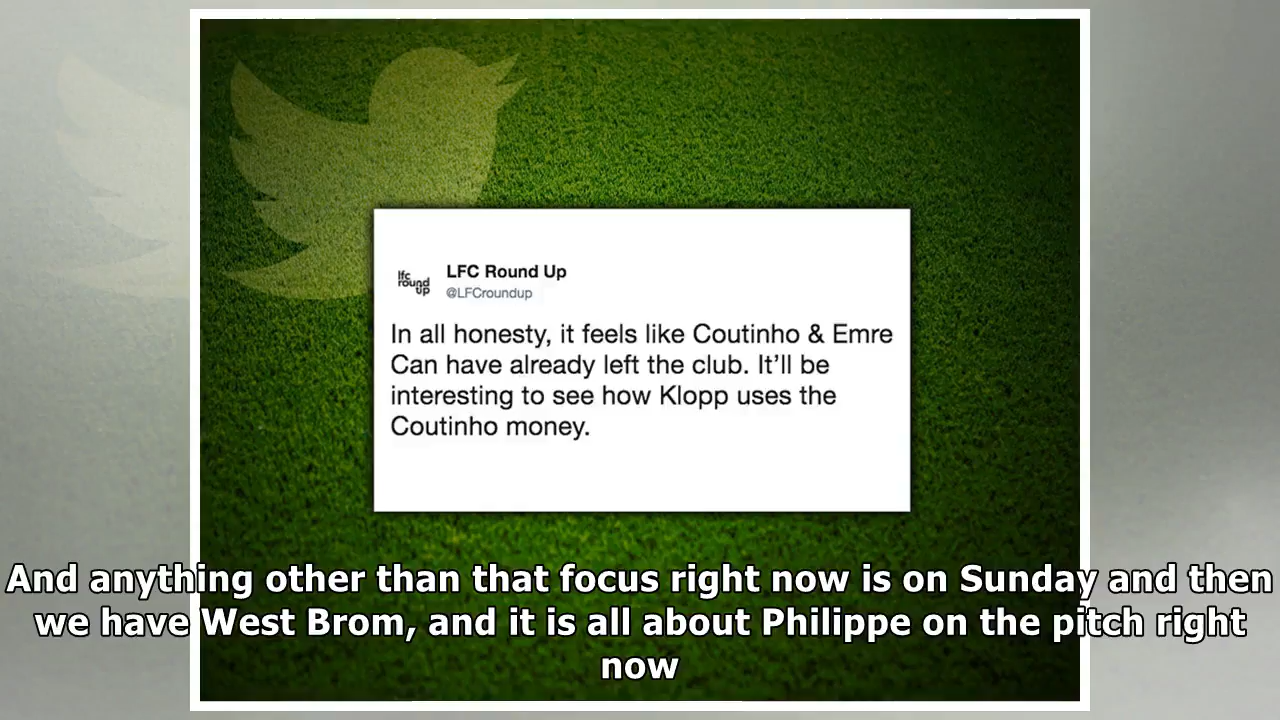 lfc
round
up
LFC Round Up
@LFCroundup
In all honesty, it feels like Coutinho & Emre
Can have already left the club. It’ll be
interesting to see how Klopp uses the
Coutinho money.
And anything other than that focus right now is on Sunday and then
we have West Brom, and it is all about Philippe on the pitch right
now